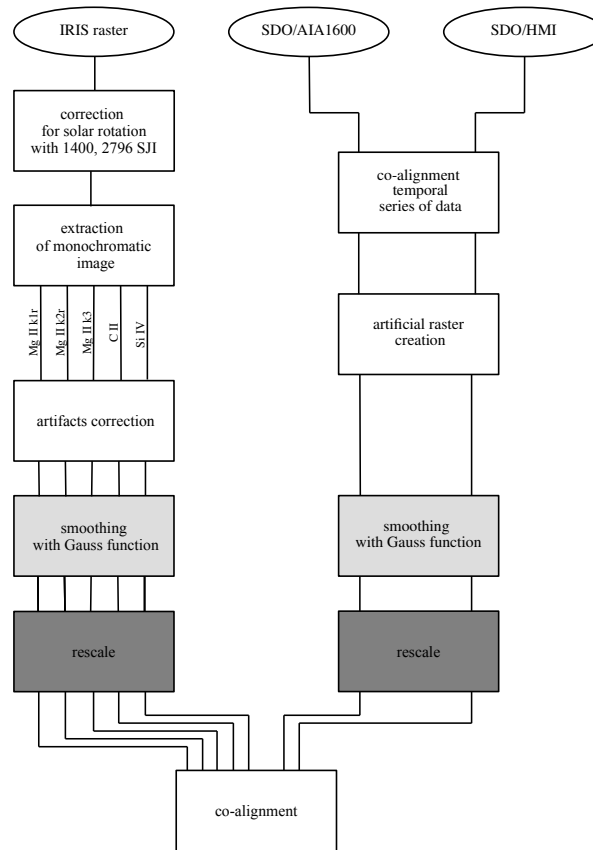 IRIS raster
SDO/AIA1600
SDO/HMI
correction
for solar rotation
with 1400, 2796 SJI
co-alignment
temporal
series of data
extraction
of monochromatic
image
Mg II k1r
Mg II k2r
Mg II k3
C II
Si IV
artificial raster
creation
artifacts correction
smoothing
with Gauss function
smoothing
with Gauss function
rescale
rescale
co-alignment